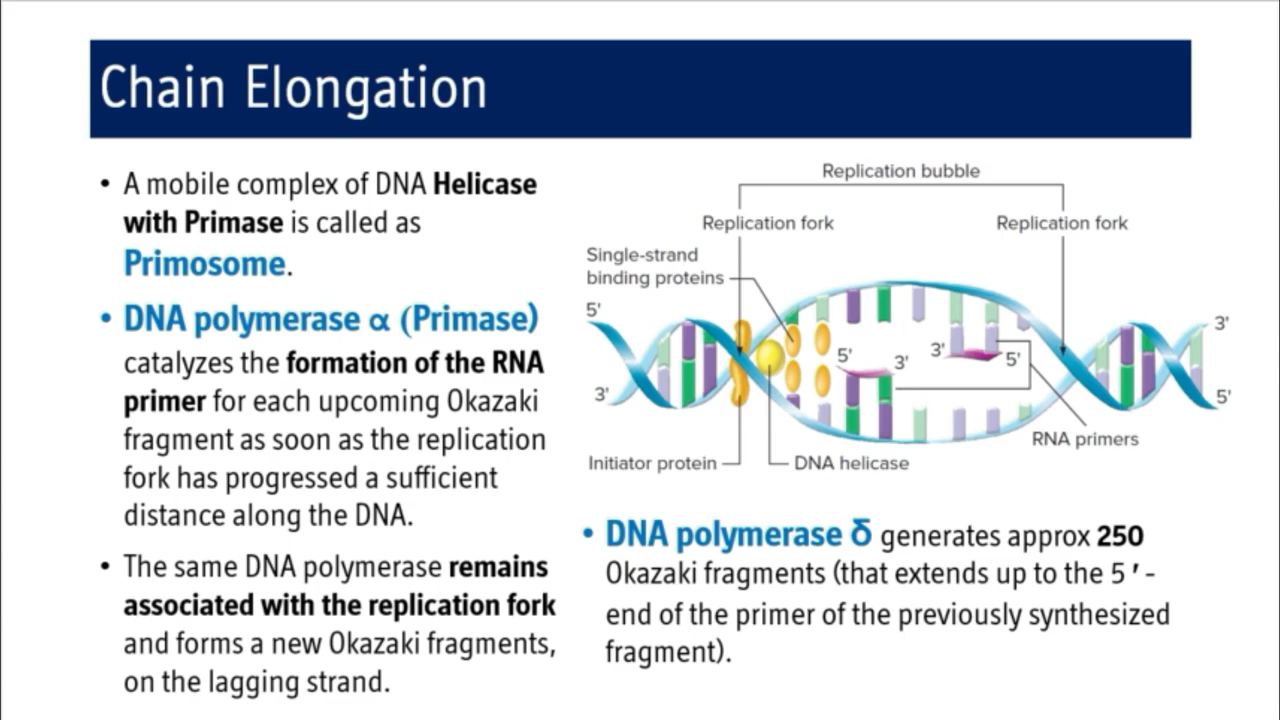 Chain Elongation
• A mobile complex of DNA Helicase
with Primase is called as
Primosome.
• DNA polymerase α (Primase)
catalyzes the formation of the RNA
primer for each upcoming Okazaki
fragment as soon as the replication
fork has progressed a sufficient
distance along the DNA.
• The same DNA polymerase remains
associated with the replication fork
and forms a new Okazaki fragments,
on the lagging strand.
Replication bubble
Replication fork
Replication fork
Single-strand
binding proteins
5'
3'
5'
3'
3'
5'
3'
5'
RNA primers
Initiator protein
DNA helicase
• DNA polymerase δ generates approx 250
Okazaki fragments (that extends up to the 5 ′ -
end of the primer of the previously synthesized
fragment).